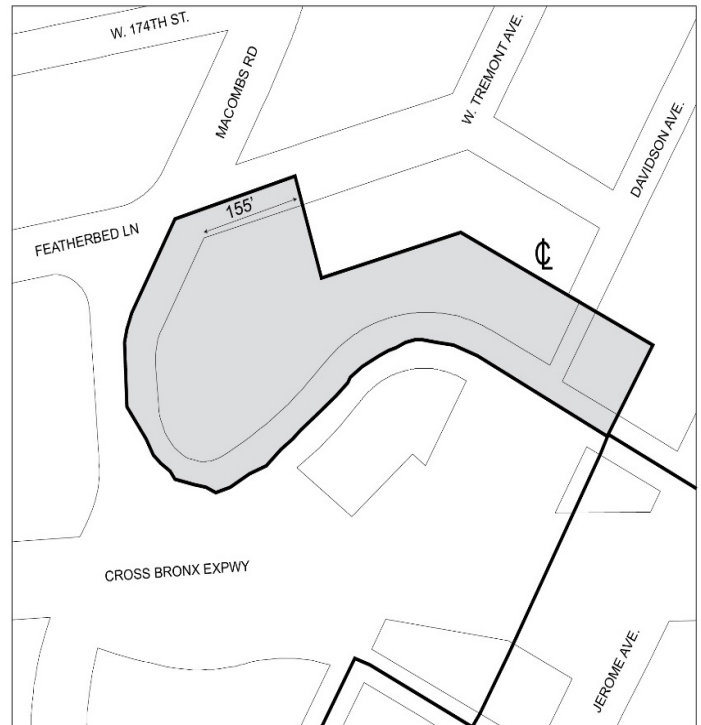 W. 174TH ST.
MACOMBS RD
W. TREMONT AVE.
DAVIDSON AVE.
155'
FEATHERBED LN
℄
CROSS BRONX EXPWY
JEROME AVE.